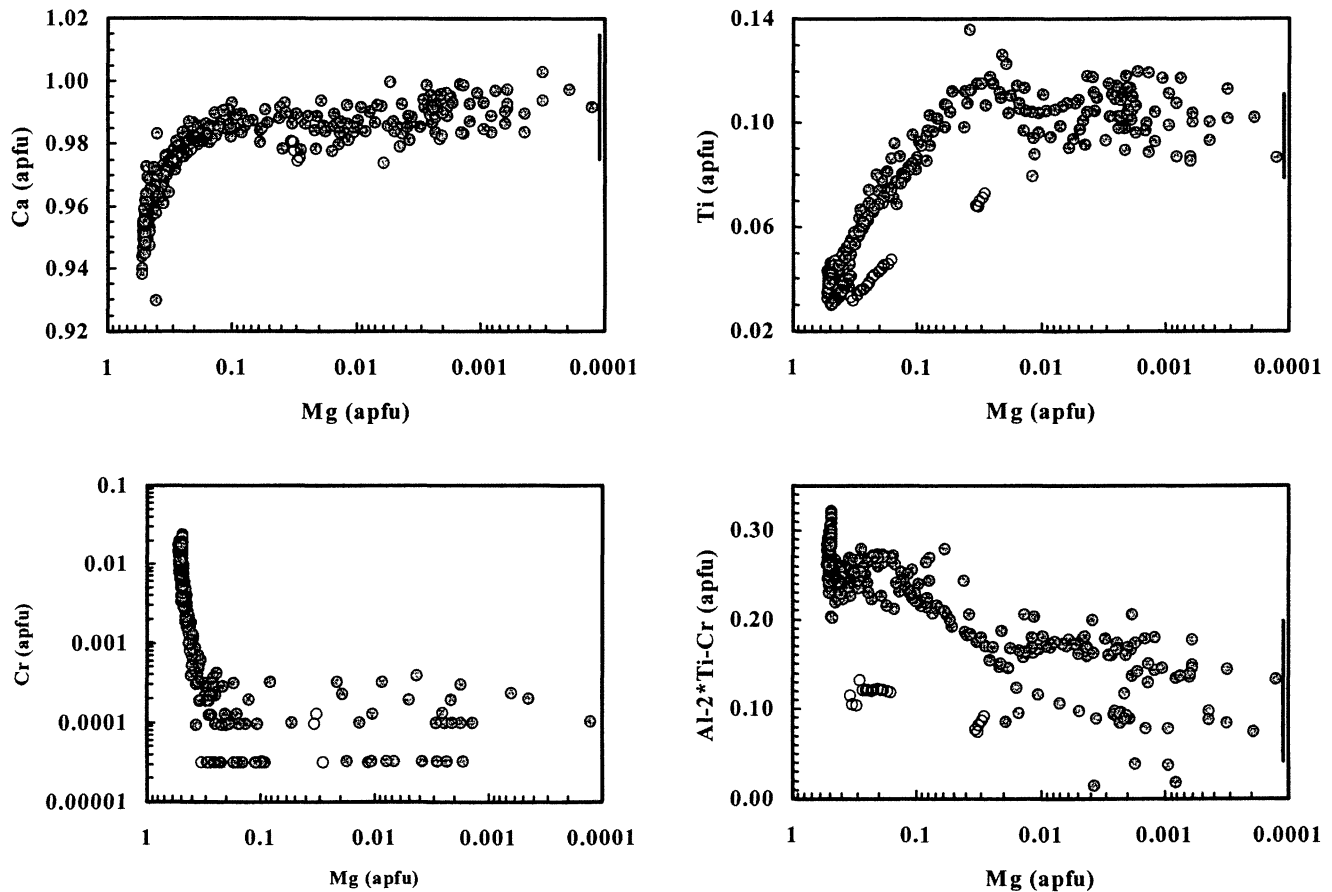 1.02
1.00
0.98
0.96
0.94
0.92
Ca (apfu)
1 0.1 0.01 0.001 0.0001
Mg (apfu)
0.14
0.10
0.06
0.02
Ti (apfu)
1 0.1 0.01 0.001 0.0001
Mg (apfu)
0.1
0.01
0.001
0.0001
0.00001
Cr (apfu)
1 0.1 0.01 0.001 0.0001
Mg (apfu)
0.30
0.20
0.10
0.00
Al-2*Ti-Cr (apfu)
1 0.1 0.01 0.001 0.0001
Mg (apfu)